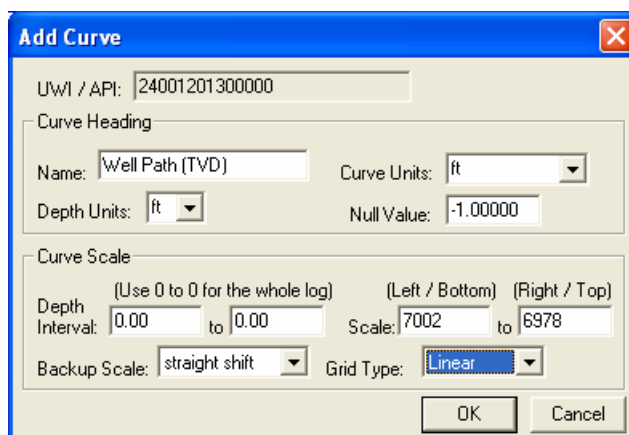 Add Curve
UWI / API: 24001201300000
Curve Heading
Name: Well Path (TVD) Curve Units: ft
Depth Units: ft Null Value: -1.00000
Curve Scale
(Use 0 to 0 for the whole log) (Left / Bottom) (Right / Top)
Depth
Interval: 0.00 to 0.00 Scale: 7002 to 6978
Backup Scale: straight shift Grid Type: Linear
OK Cancel